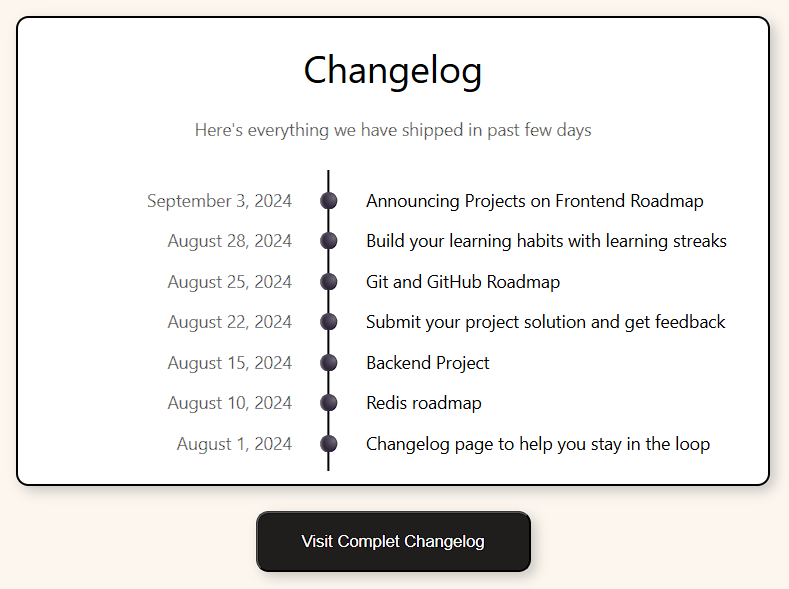 Changelog
Here's everything we have shipped in past few days
September 3, 2024 Announcing Projects on Frontend Roadmap
August 28, 2024 Build your learning habits with learning streaks
August 25, 2024 Git and GitHub Roadmap
August 22, 2024 Submit your project solution and get feedback
August 15, 2024 Backend Project
August 10, 2024 Redis roadmap
August 1, 2024 Changelog page to help you stay in the loop
Visit Complet Changelog